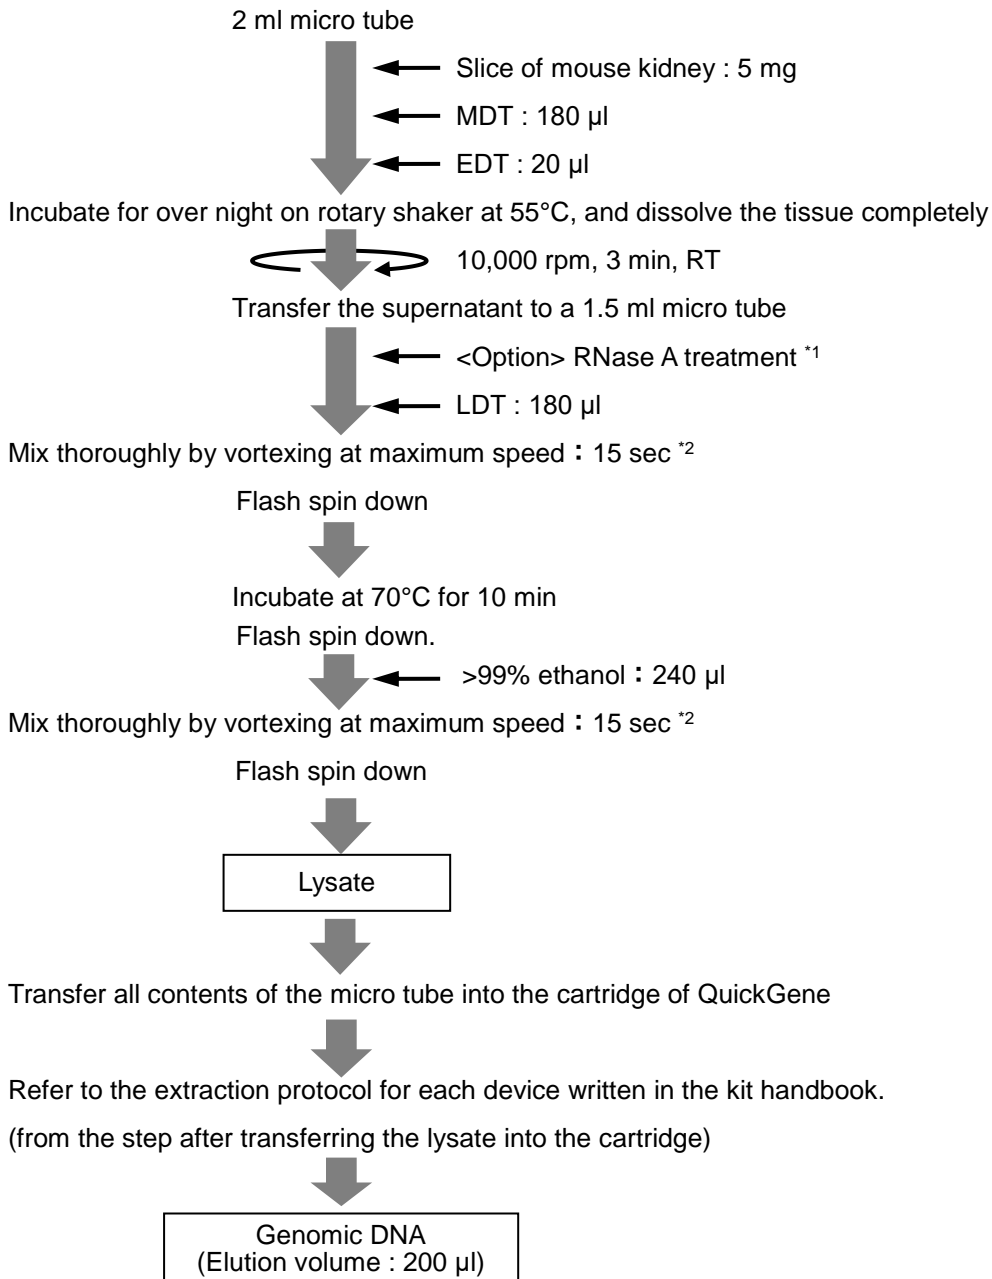 2 ml micro tube
Slice of mouse kidney : 5 mg
MDT : 180 µl
EDT : 20 µl
Incubate for over night on rotary shaker at 55°C, and dissolve the tissue completely
10,000 rpm, 3 min, RT
Transfer the supernatant to a 1.5 ml micro tube
<Option> RNase A treatment *1
LDT : 180 µl
Mix thoroughly by vortexing at maximum speed：15 sec *2
Flash spin down
Incubate at 70°C for 10 min
Flash spin down.
>99% ethanol：240 µl
Mix thoroughly by vortexing at maximum speed：15 sec *2
Flash spin down
Lysate
Transfer all contents of the micro tube into the cartridge of QuickGene
Refer to the extraction protocol for each device written in the kit handbook.
(from the step after transferring the lysate into the cartridge)
Genomic DNA
(Elution volume : 200 µl)